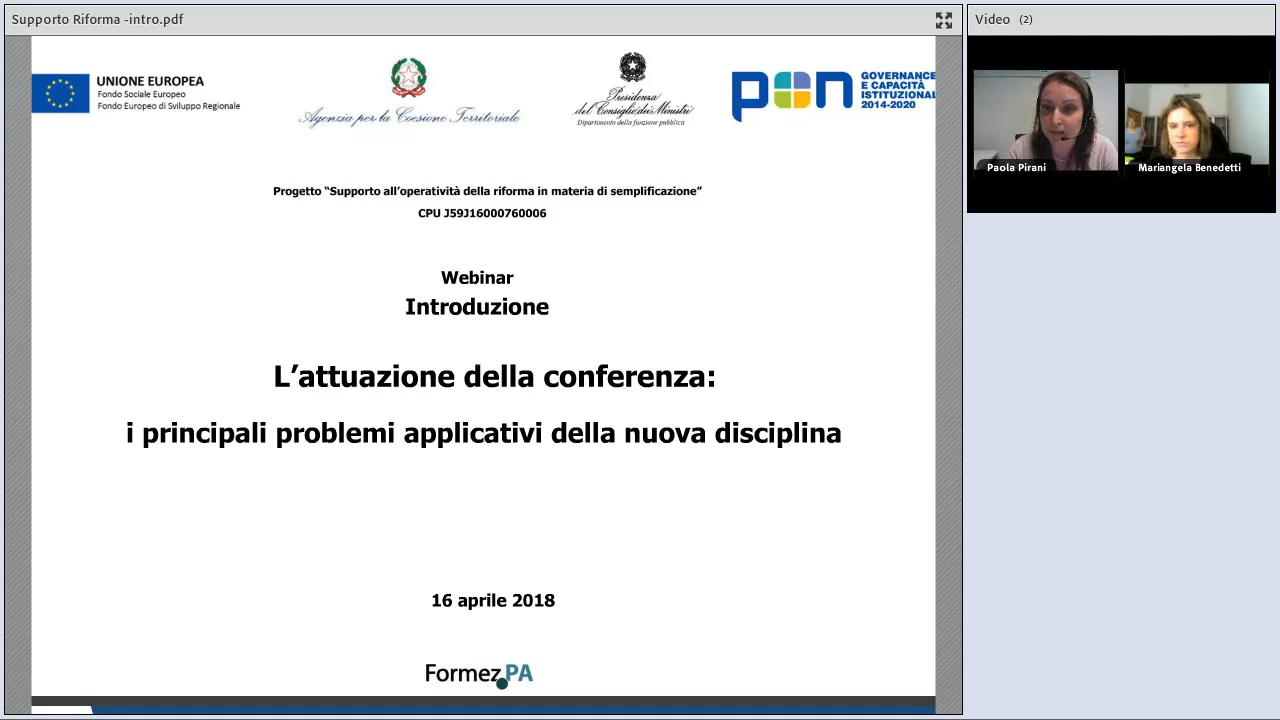 Supporto Riforma -intro.pdf
Video (2)
UNIONE EUROPEA
Fondo Sociale Europeo
Fondo Europeo di Sviluppo Regionale
Agenzia per la Coesione Territoriale
Presidenza
del Consiglio dei Ministri
Dipartimento della funzione pubblica
pon
GOVERNANCE
E CAPACITÀ
ISTITUZIONAL
2014-2020
Paola Pirani
Mariangela Benedetti
Progetto “Supporto all’operatività della riforma in materia di semplificazione”
CPU J59J16000760006
Webinar
Introduzione
L’attuazione della conferenza:
i principali problemi applicativi della nuova disciplina
16 aprile 2018
Formez PA